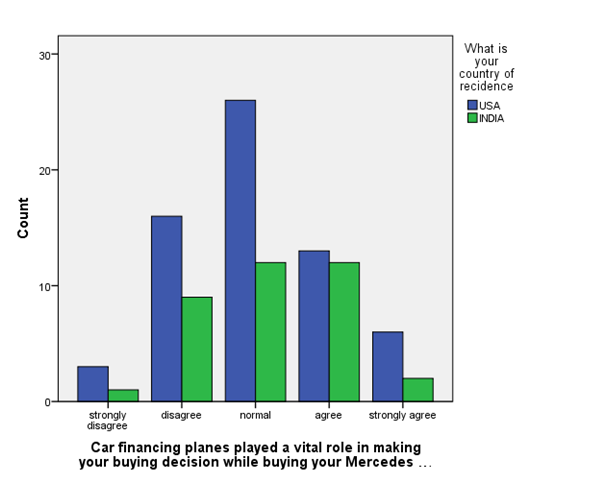 What is
your
country of
recidence
USA
INDIA
30
20
10
0
Count
strongly
disagree
disagree
normal
agree
strongly agree
Car financing planes played a vital role in making
your buying decision while buying your Mercedes ...